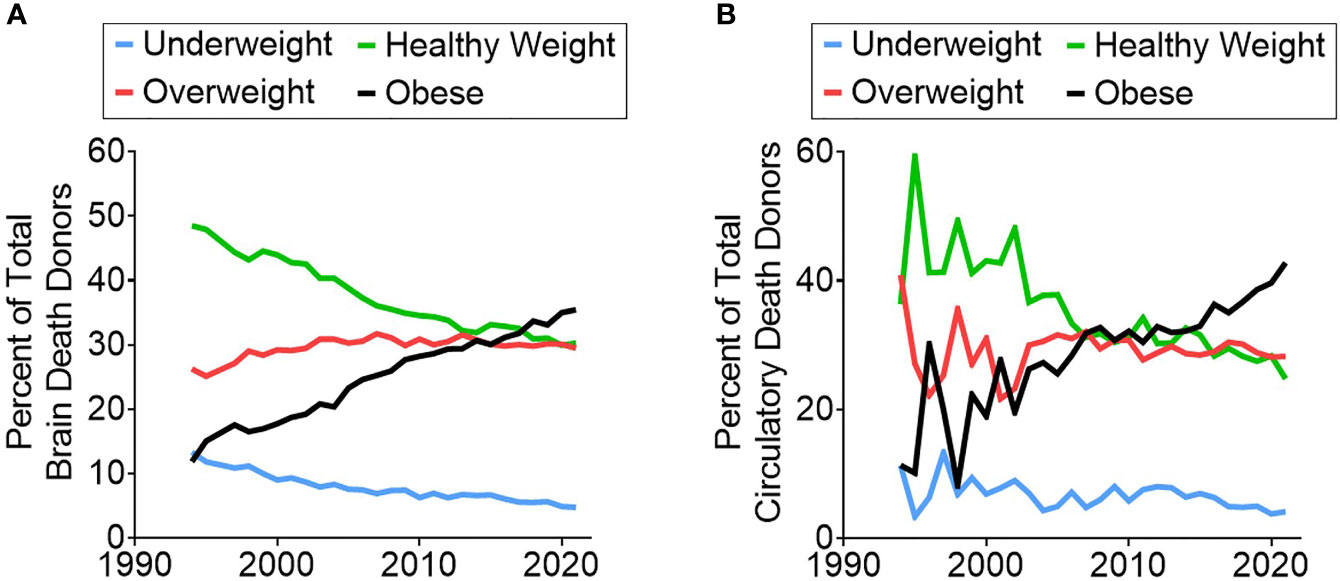 A
Underweight
Healthy Weight
Overweight
Obese
Percent of Total
Brain Death Donors
60
50
40
30
20
10
0
1990
2000
2010
2020
B
Underweight
Healthy Weight
Overweight
Obese
Percent of Total
Circulatory Death Donors
60
40
20
0
1990
2000
2010
2020